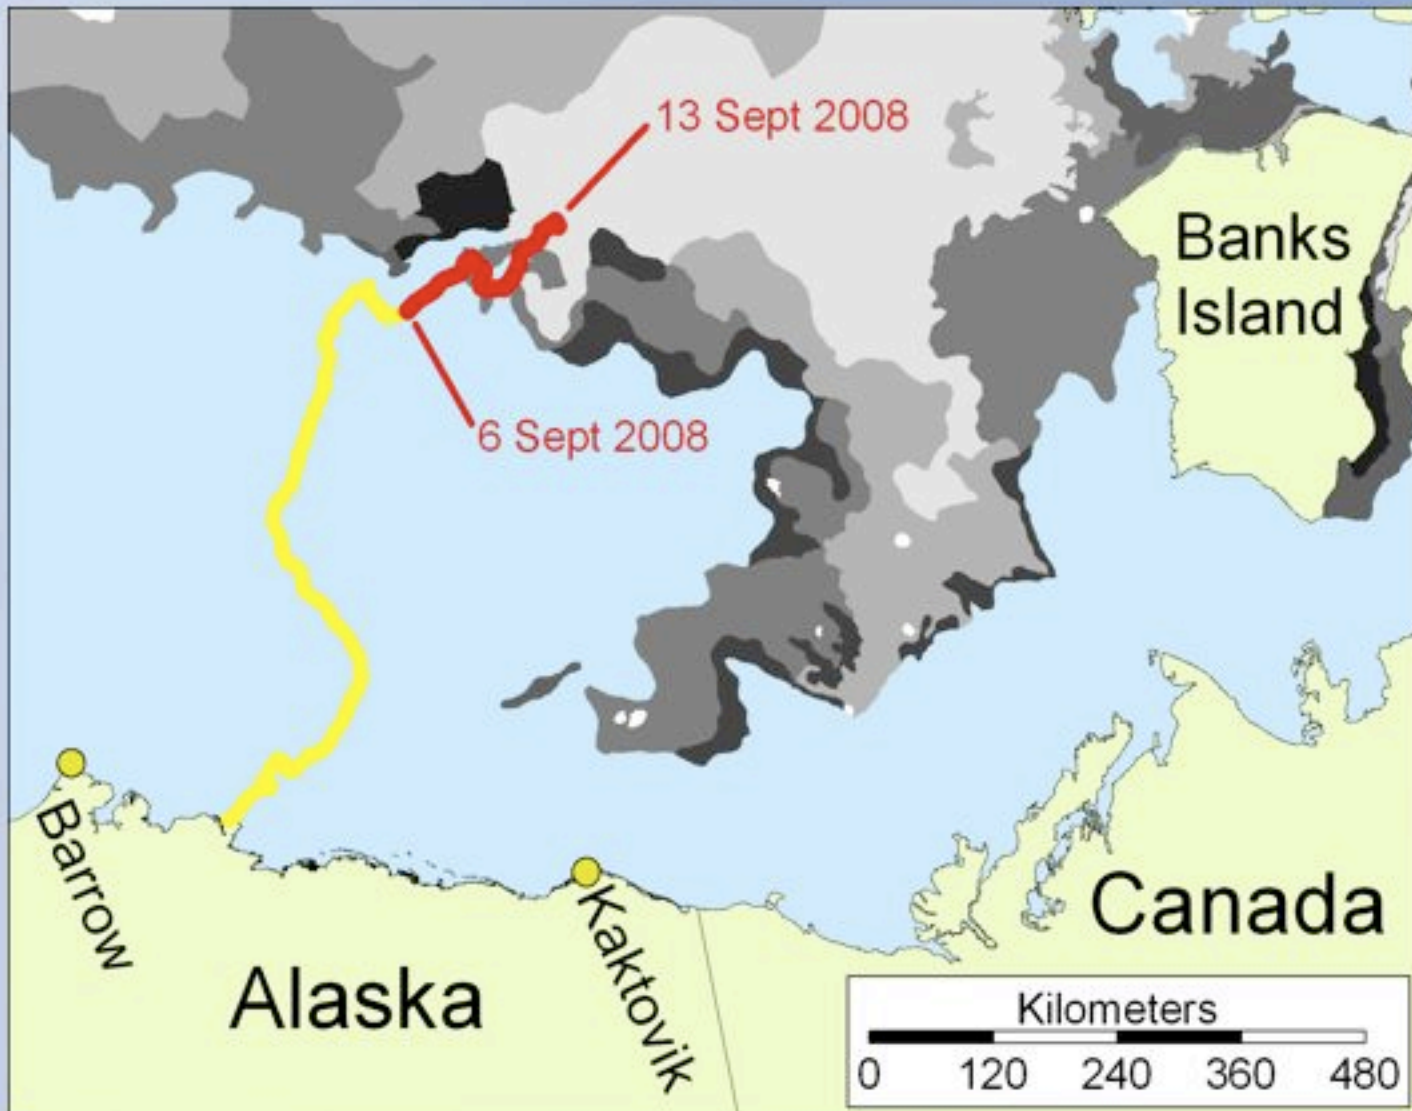 13 Sept 2008
Banks
Island
6 Sept 2008
Barrow
Kaktovik
Canada
Alaska
Kilometers
0 120 240 360 480